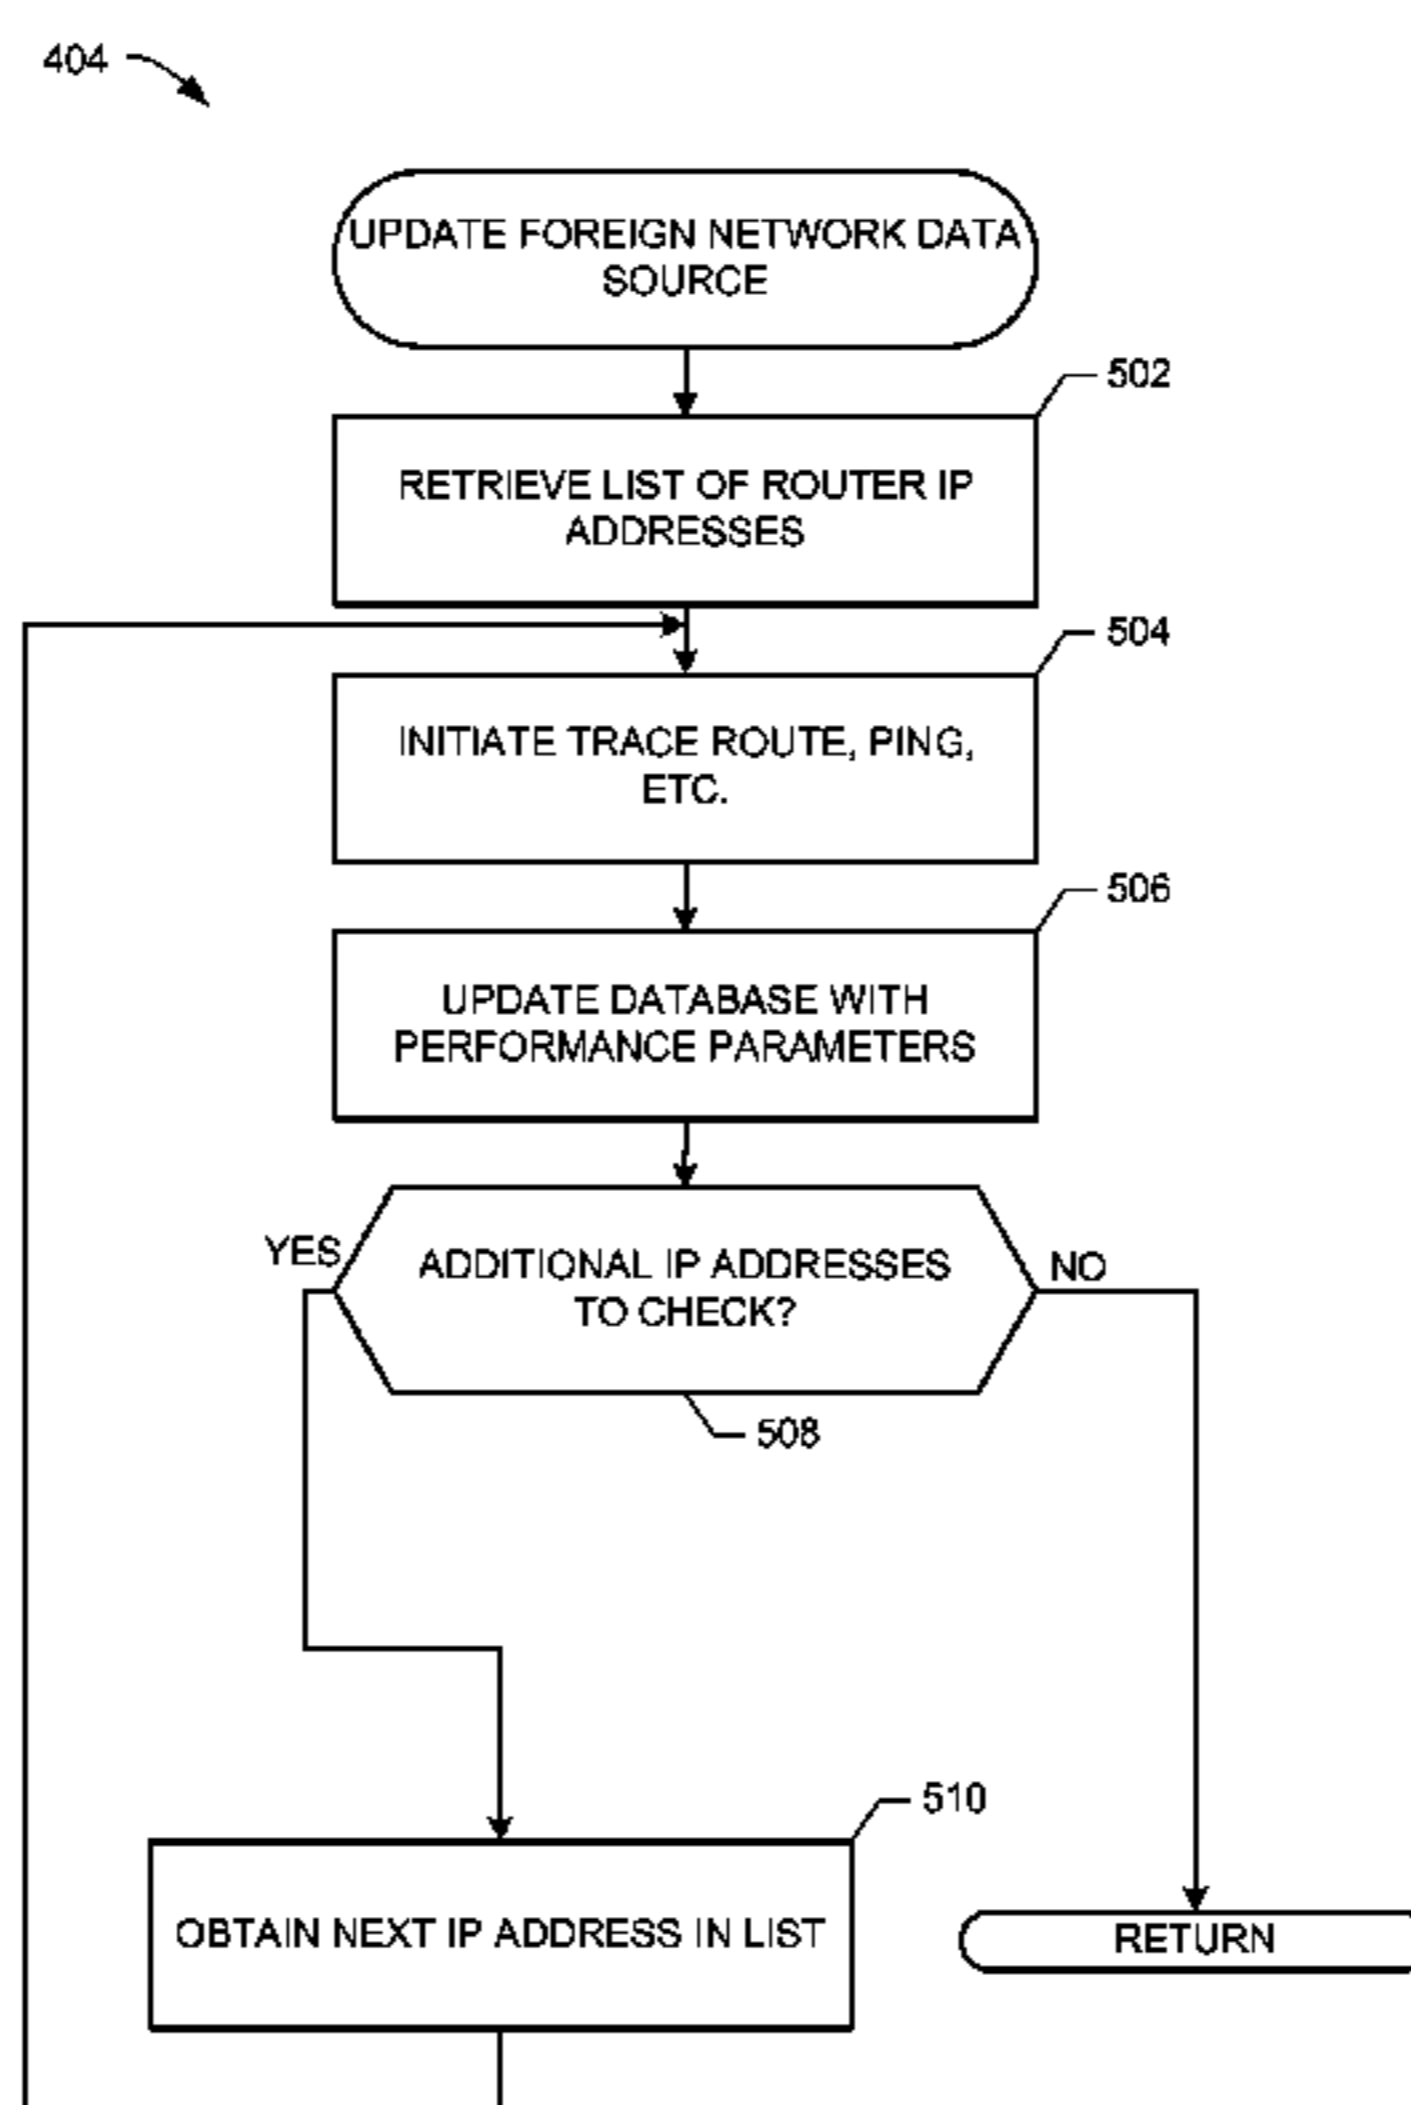 404
UPDATE FOREIGN NETWORK DATA
SOURCE
502
RETRIEVE LIST OF ROUTER IP
ADDRESSES
504
INITIATE TRACE ROUTE, PING,
ETC.
506
UPDATE DATABASE WITH
PERFORMANCE PARAMETERS
YES
ADDITIONAL IP ADDRESSES
TO CHECK?
NO
508
510
OBTAIN NEXT IP ADDRESS IN LIST
RETURN